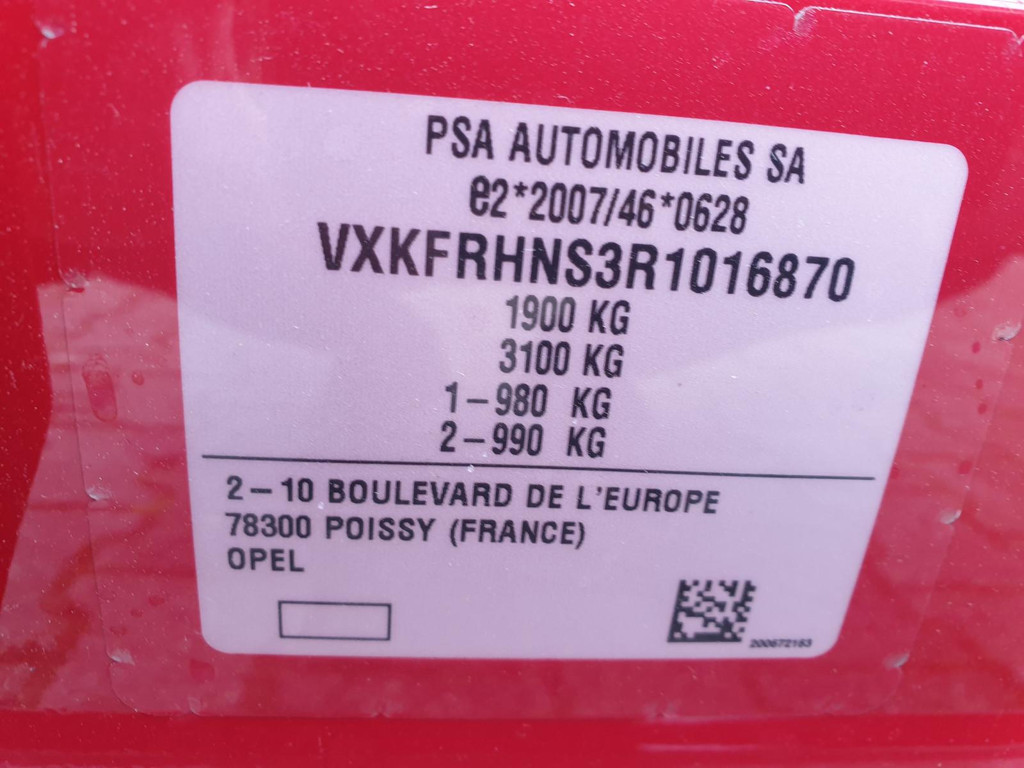 PSA AUTOMOBILES SA
e2*2007/46*0628
VXKFRHNS3R1016870
1900 KG
3100 KG
1-980 KG
2-990 KG
2-10 BOULEVARD DE L'EUROPE
78300 POISSY (FRANCE)
OPEL
200672163